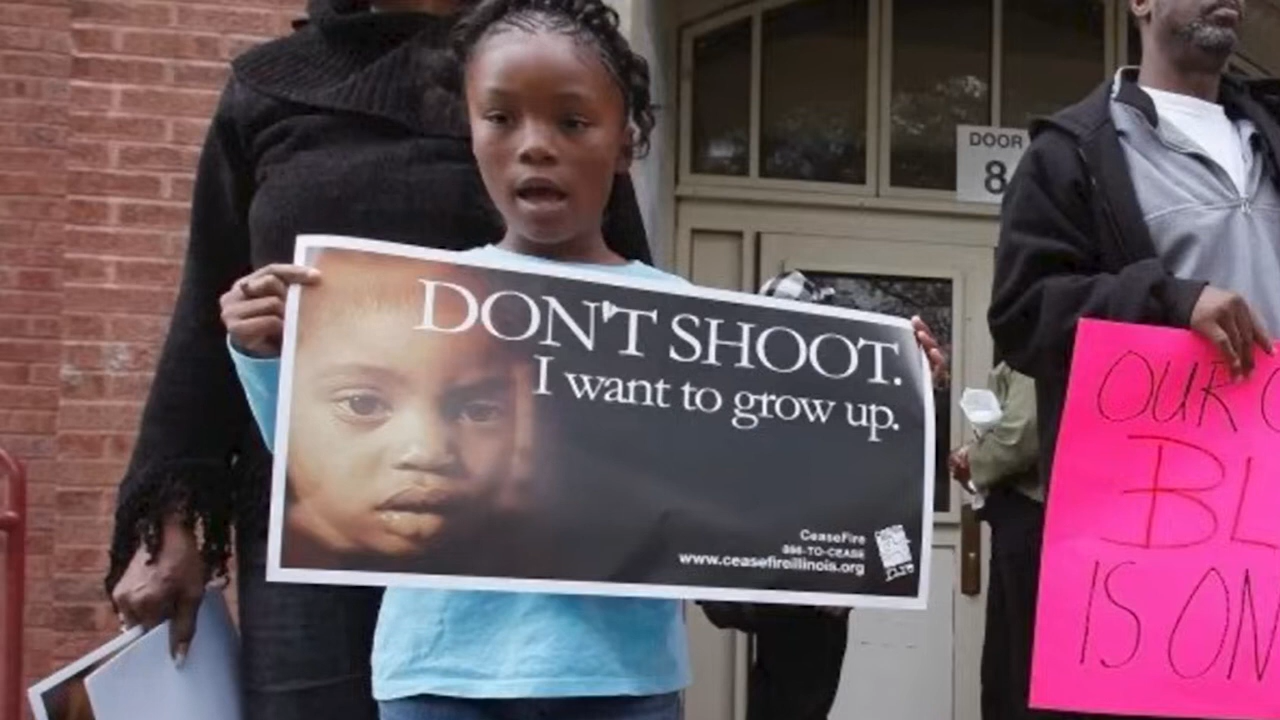 DOOR
8
DON'T SHOOT.
I want to grow up.
CeaseFire
866-TO-CEASE
www.ceasefireillinois.org
OUR
BL
IS ON